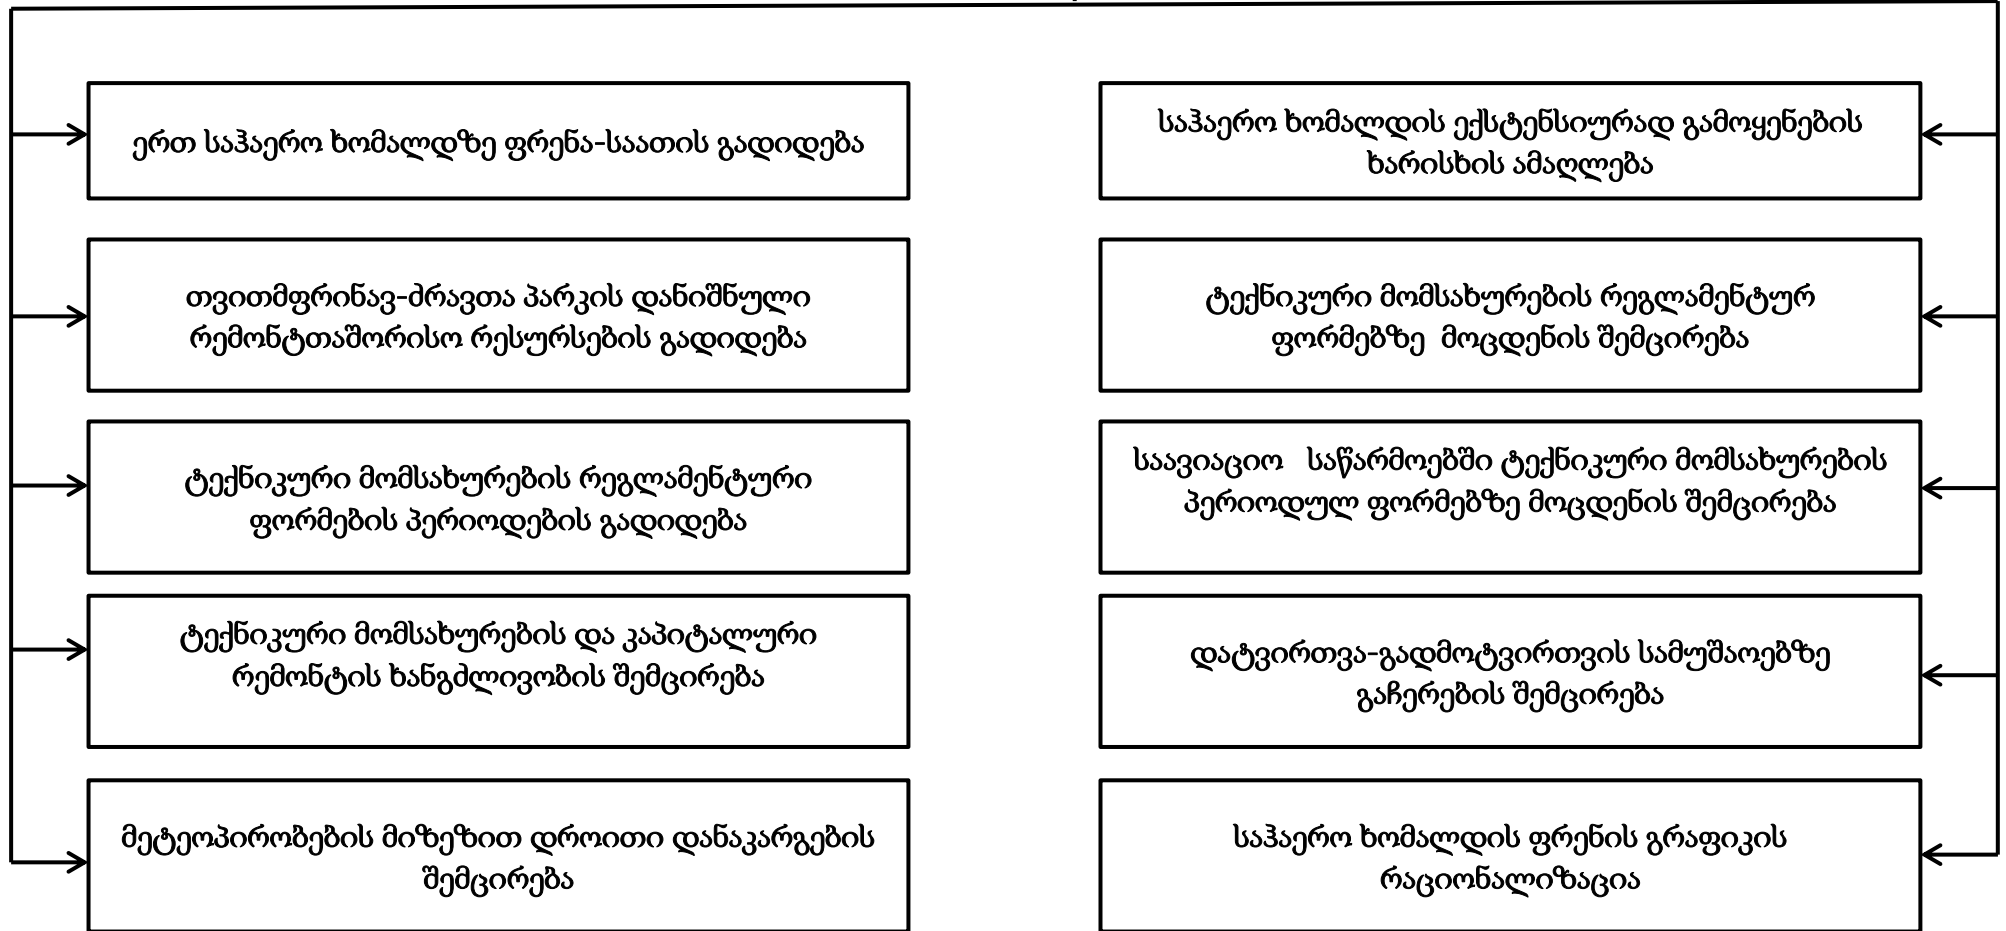 ერთ საჰაერო ხომალდზე ფრენა-საათის გადიდება
თვითმფრინავ-ძრავთა პარკის დანიშნული
რემონტთაშორისო რესურსების გადიდება
ტექნიკური მომსახურების რეგლამენტური
ფორმების პერიოდების გადიდება
ტექნიკური მომსახურების და კაპიტალური
რემონტის ხანგძლივობის შემცირება
მეტეოპირობების მიზეზით დროითი დანაკარგების
შემცირება
საჰაერო ხომალდის ექსტენსიურად გამოყენების
ხარისხის ამაღლება
ტექნიკური მომსახურების რეგლამენტურ
ფორმებზე მოცდენის შემცირება
საავიაციო საწარმოებში ტექნიკური მომსახურების
პერიოდულ ფორმებზე მოცდენის შემცირება
დატვირთვა-გადმოტვირთვის სამუშაოებზე
გაჩერების შემცირება
საჰაერო ხომალდის ფრენის გრაფიკის
რაციონალიზაცია